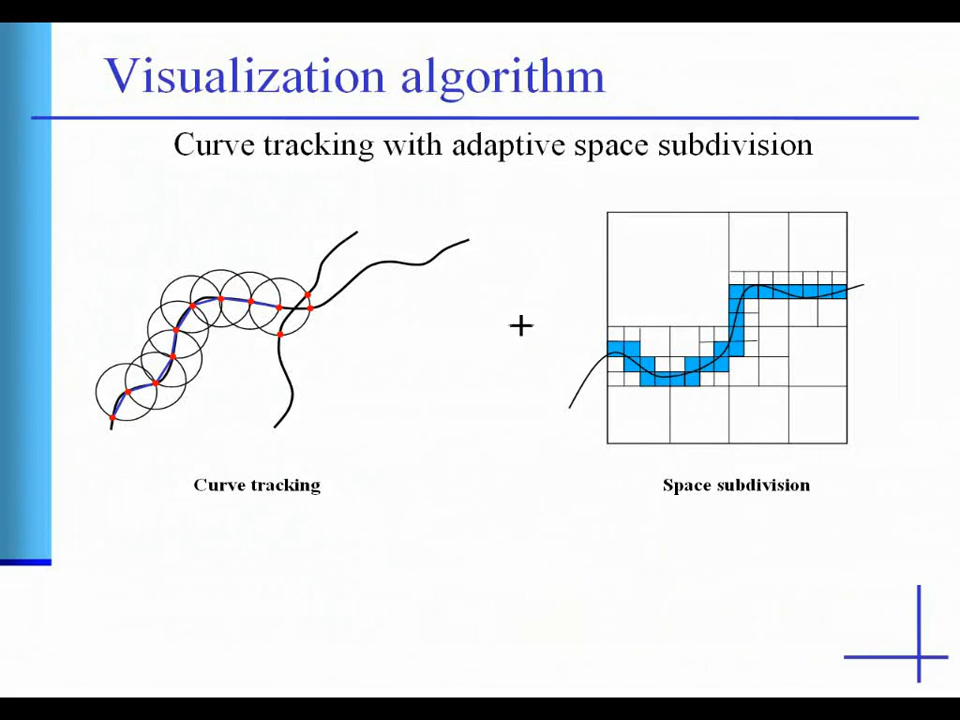 Visualization algorithm
Curve tracking with adaptive space subdivision
+
Curve tracking
Space subdivision